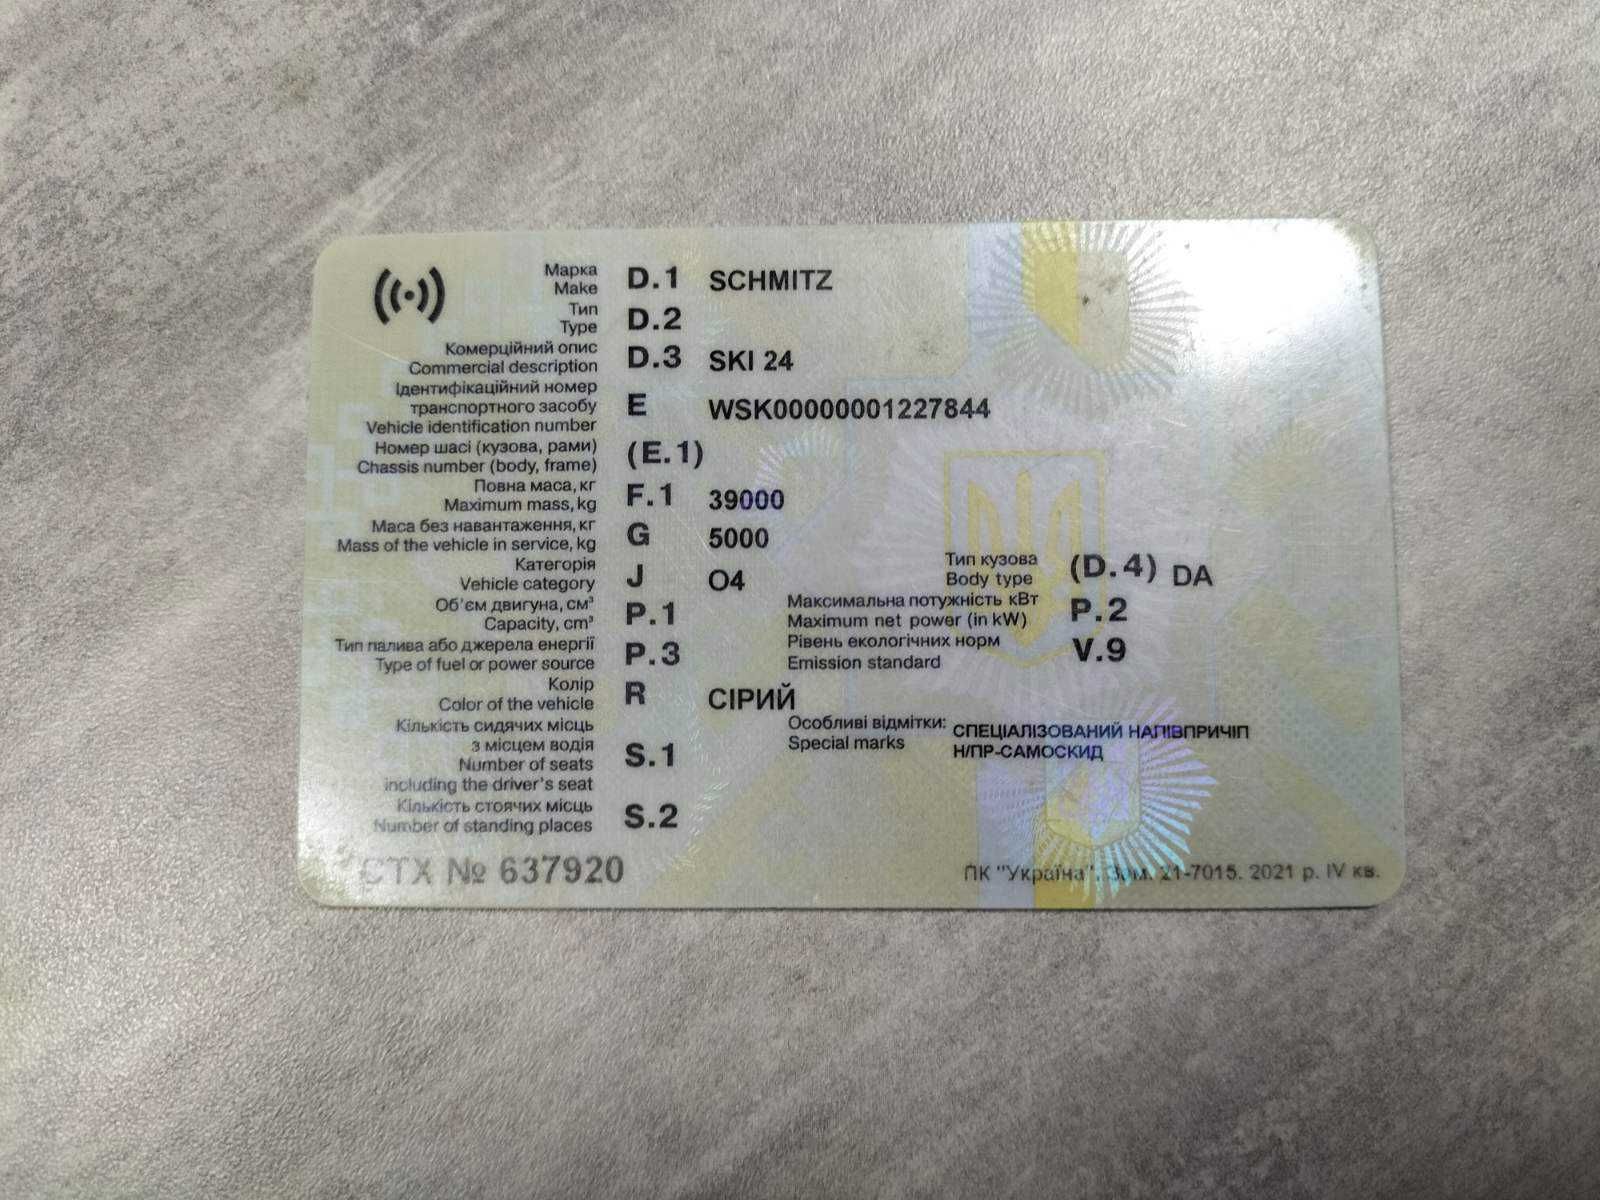 Марка D.1 SCHMITZ
Make
Тип D.2
Type
Комерційний опис D.3 SKI 24
Commercial description
Ідентифікаційний номер
транспортного засобу E WSK00000001227844
Vehicle identification number
Номер шасі (кузова, рами) (E.1)
Chassis number (body, frame)
Повна маса, кг F.1 39000
Maximum mass, kg
Маса без навантаження, кг G 5000
Mass of the vehicle in service, kg
Категорія J O4
Vehicle category
Тип кузова (D.4) DA
Body type
Об'єм двигуна, см³ P.1
Capacity, cm³
Максимальна потужність кВт P.2
Maximum net power (in kW)
Тип палива або джерела енергії P.3
Type of fuel or power source
Рівень екологічних норм V.9
Emission standard
Колір R СІРИЙ
Color of the vehicle
Кількість сидячих місць
з місцем водія S.1
Number of seats
including the driver's seat
Особливі відмітки: СПЕЦІАЛІЗОВАНИЙ НАПІВПРИЧІП
Special marks Н/ПР-САМОСКИД
Кількість стоячих місць S.2
Number of standing places
СТХ № 637920
ПК "Україна". Зам. 21-7015. 2021 р. IV кв.